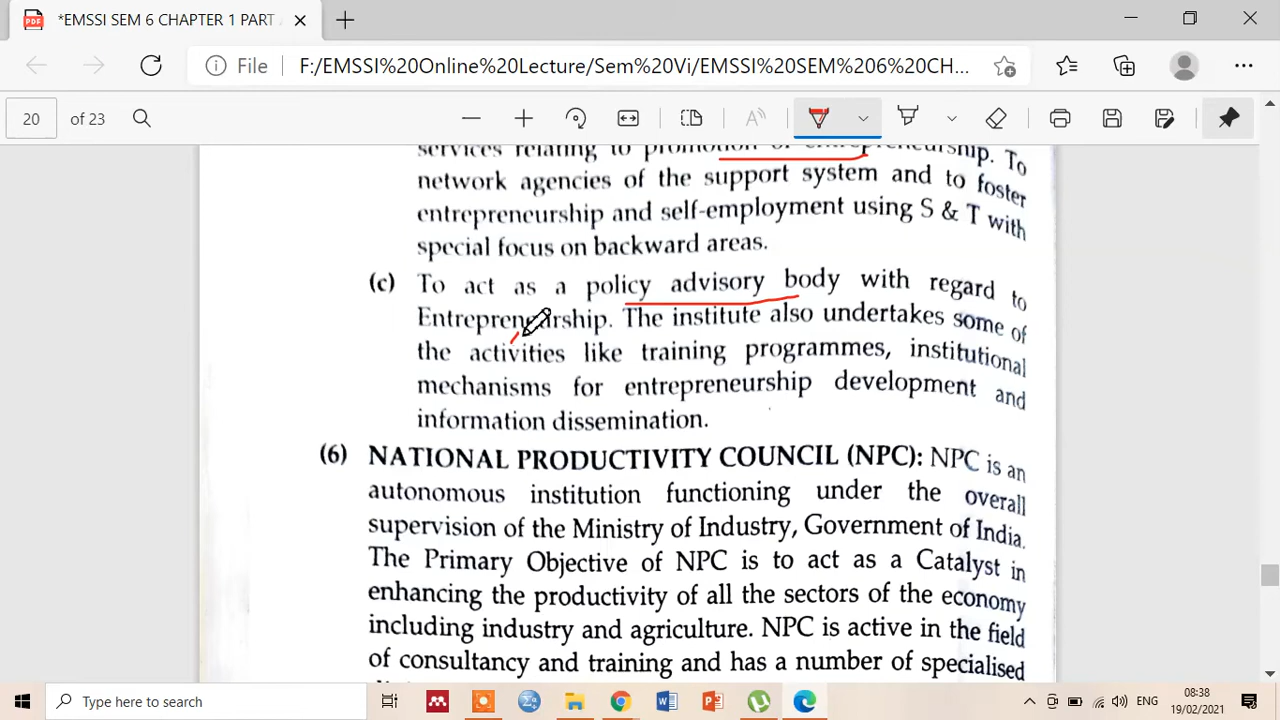 *EMSSI SEM 6 CHAPTER 1 PART
File F:/EMSSI%20Online%20Lecture/Sem%20Vi/EMSSI%20SEM%206%20CH...
20 of 23
services relating to promotion of entrepreneurship. To
network agencies of the support system and to foster
entrepreneurship and self-employment using S & T with
special focus on backward areas.
(c) To act as a policy advisory body with regard to
Entreprenuership. The institute also undertakes some of
the activities like training programmes, institutional
mechanisms for entrepreneurship development and
information dissemination.
(6) NATIONAL PRODUCTIVITY COUNCIL (NPC): NPC is an
autonomous institution functioning under the overall
supervision of the Ministry of Industry, Government of India.
The Primary Objective of NPC is to act as a Catalyst in
enhancing the productivity of all the sectors of the economy
including industry and agriculture. NPC is active in the field
of consultancy and training and has a number of specialised
Type here to search
ENG
08:38
19/02/2021